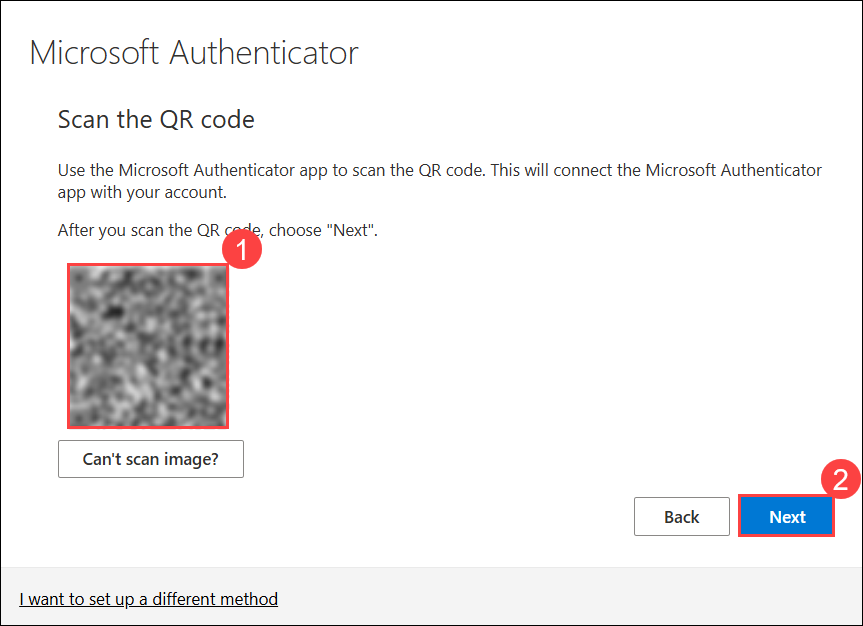 Microsoft Authenticator
Scan the QR code
Use the Microsoft Authenticator app to scan the QR code. This will connect the Microsoft Authenticator
app with your account.
After you scan the QR code, choose "Next".
1
Can't scan image?
2
Back
Next
I want to set up a different method